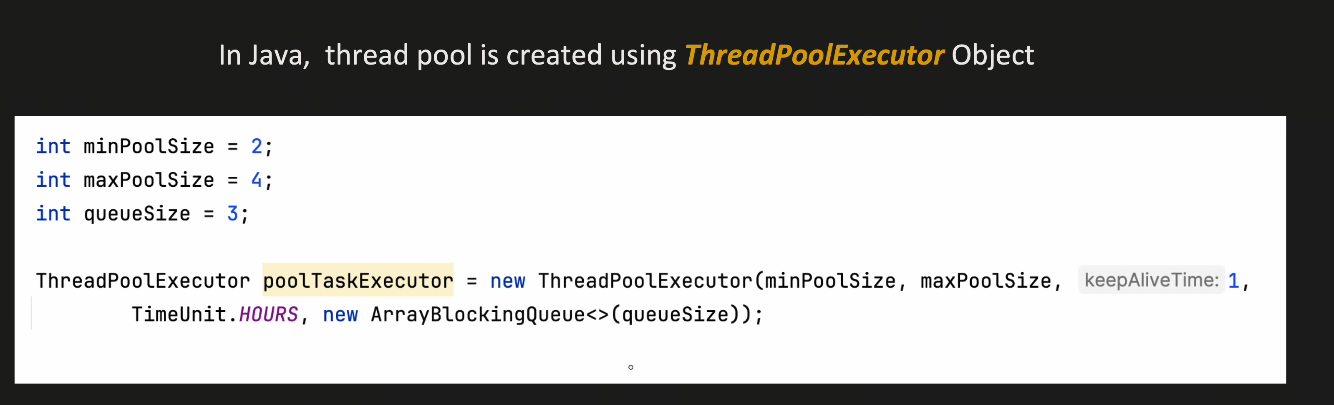 In Java, thread pool is created using ThreadPoolExecutor Object
int minPoolSize = 2;
int maxPoolSize = 4;
int queueSize = 3;
ThreadPoolExecutor poolTaskExecutor = new ThreadPoolExecutor(minPoolSize, maxPoolSize, keepAliveTime: 1,
TimeUnit.HOURS, new ArrayBlockingQueue<>(queueSize));